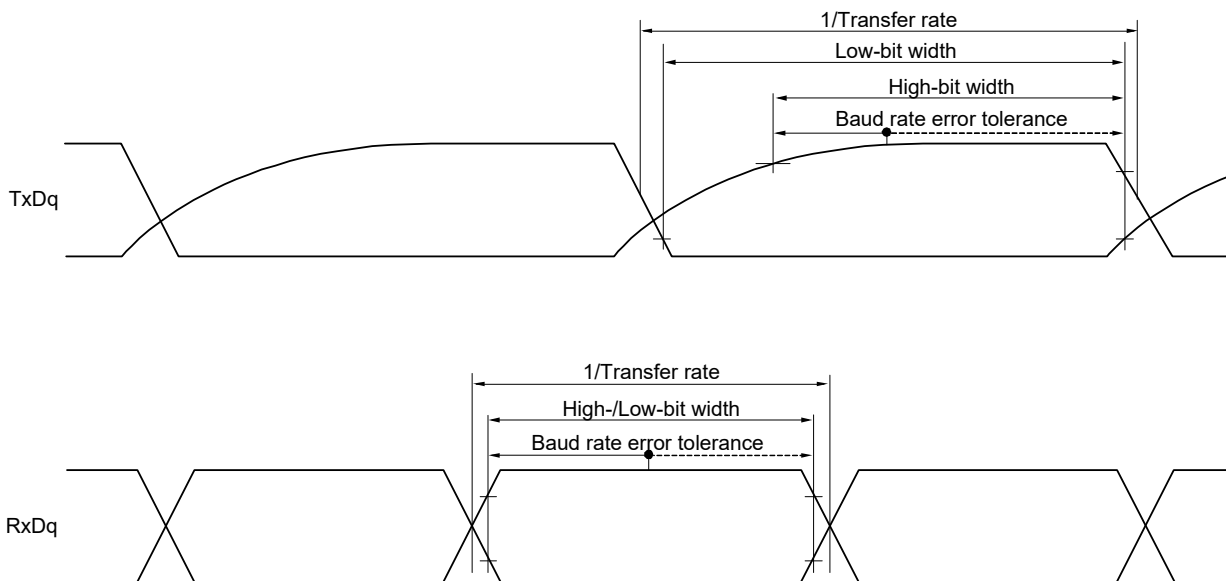 1/Transfer rate
Low-bit width
High-bit width
Baud rate error tolerance
TxDq
1/Transfer rate
High-/Low-bit width
Baud rate error tolerance
RxDq